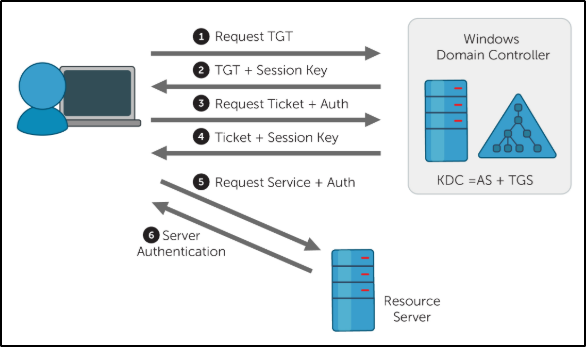 1 Request TGT
2 TGT + Session Key
3 Request Ticket + Auth
4 Ticket + Session Key
5 Request Service + Auth
6 Server
Authentication
Windows
Domain Controller
KDC =AS + TGS
Resource
Server